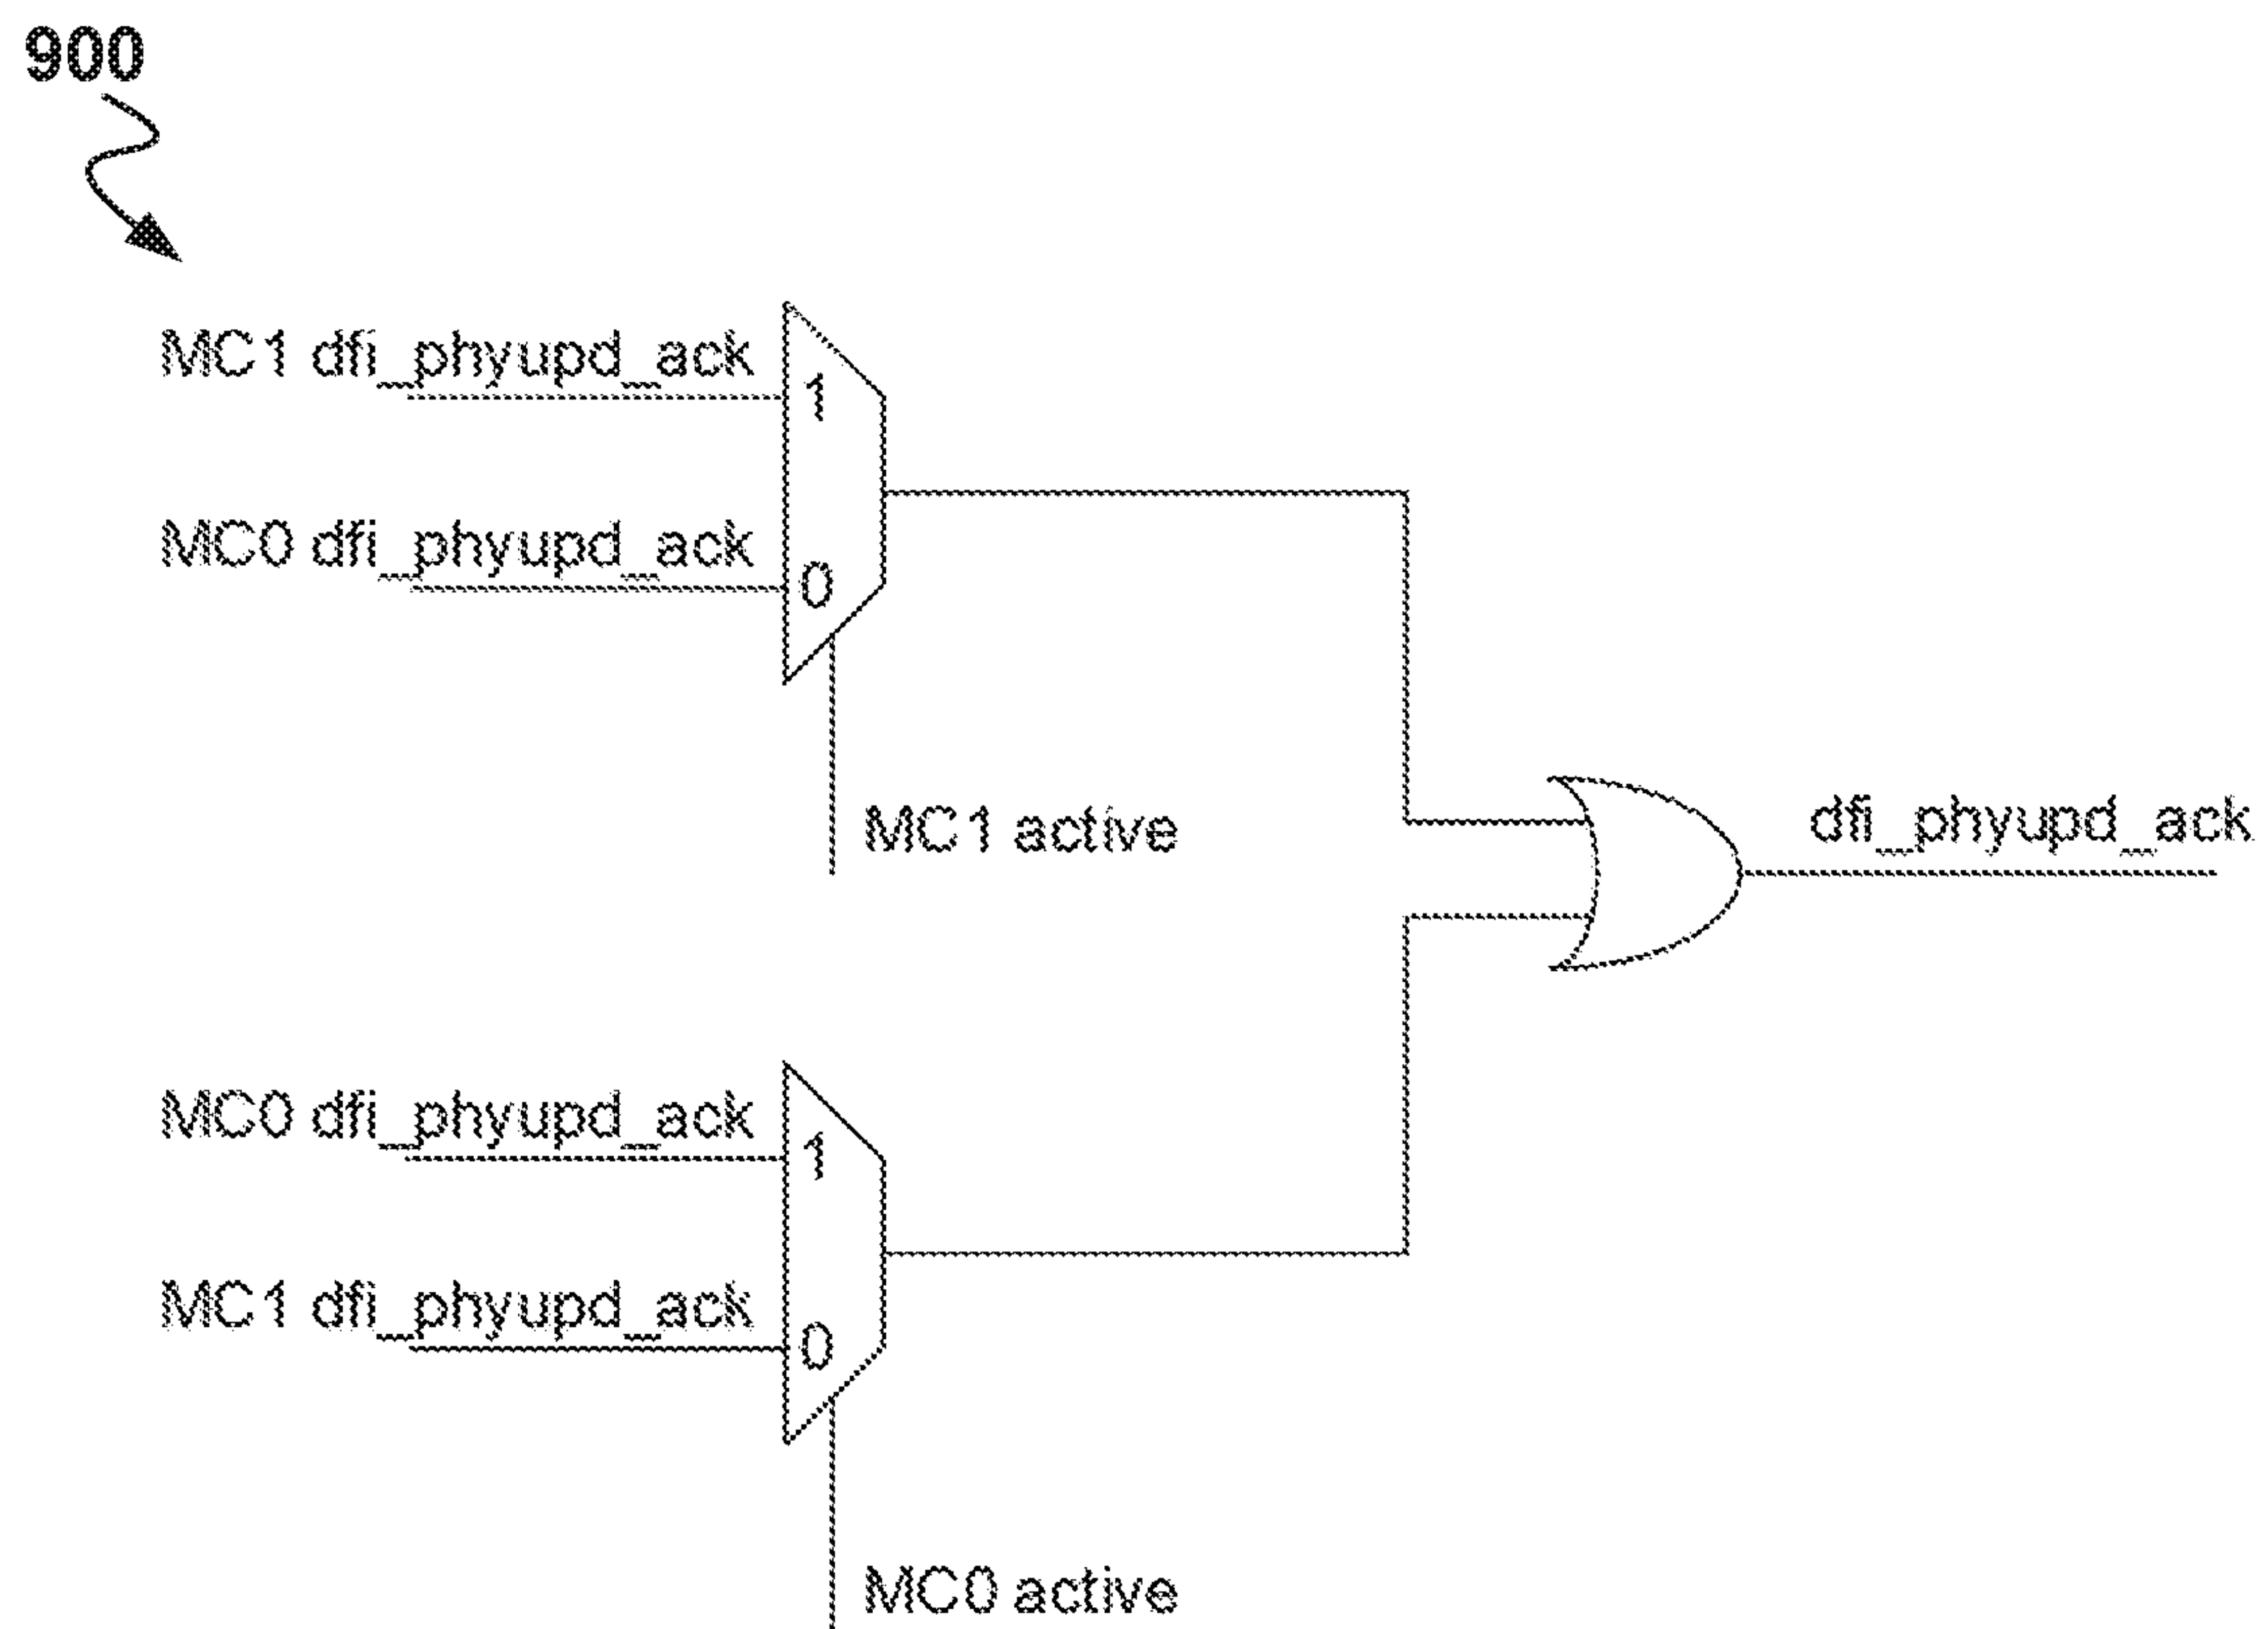 900
MC1 dfi_phyupd_ack
1
MC0 dfi_phyupd_ack
0
MC1 active
dfi_phyupd_ack
MC0 dfi_phyupd_ack
1
MC1 dfi_phyupd_ack
0
MC0 active